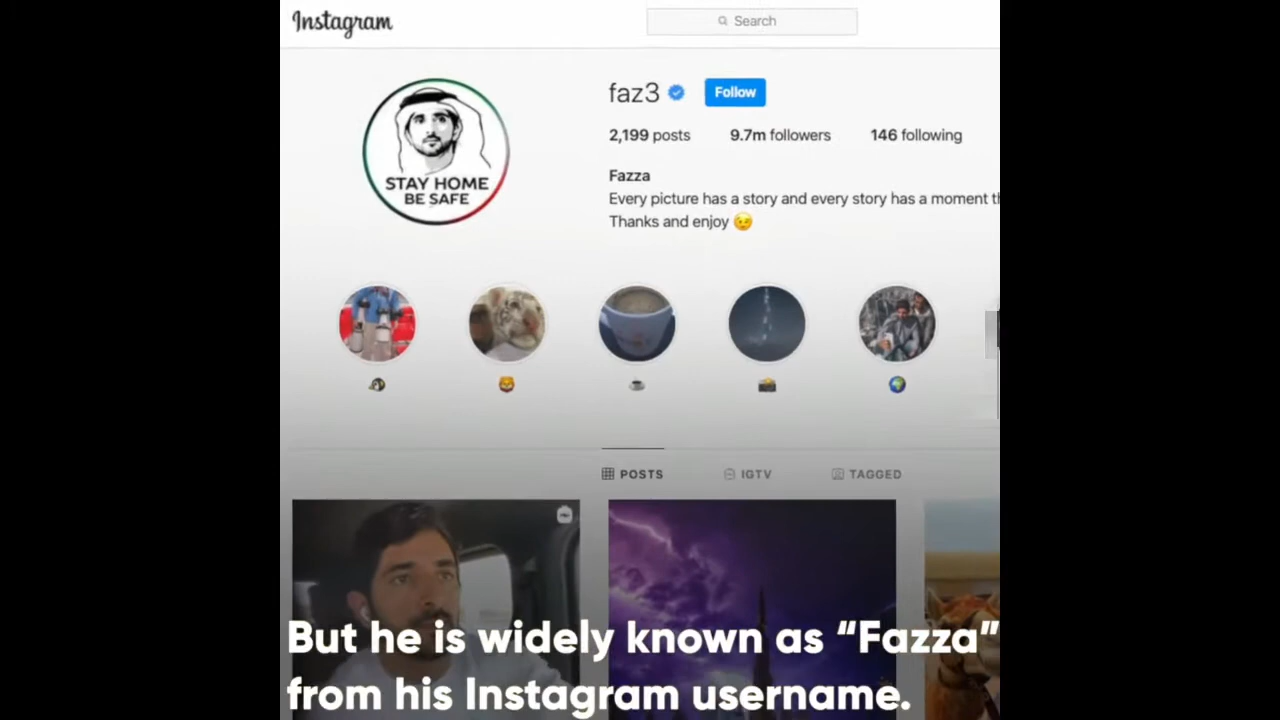 Instagram
Search
faz3 Follow
2,199 posts 9.7m followers 146 following
Fazza
Every picture has a story and every story has a moment
Thanks and enjoy
STAY HOME
BE SAFE
POSTS IGTV TAGGED
But he is widely known as “Fazza”
from his Instagram username.